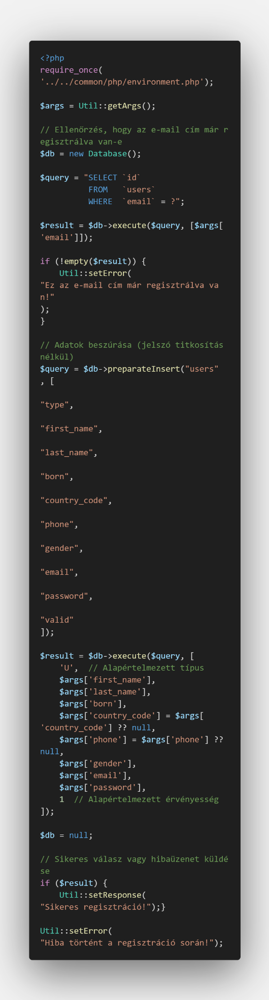 <?php
require_once(
'../../common/php/environment.php');
$args = Util::getArgs();
// Ellenőrzés, hogy az e-mail cím már r
egisztrálva van-e
$db = new Database();
$query = "SELECT `id`
          FROM   `users`
          WHERE  `email` = ?";
$result = $db->execute($query, [$args[
'email']]);
if (!empty($result)) {
    Util::setError(
"Ez az e-mail cím már regisztrálva va
n!"
);
}
// Adatok beszúrása (jelszó titkosítás
nélkül)
$query = $db->preparateInsert("users"
, [
"type",
"first_name",
"last_name",
"born",
"country_code",
"phone",
"gender",
"email",
"password",
"valid"
]);
$result = $db->execute($query, [
    'U',  // Alapértelmezett típus
    $args['first_name'],
    $args['last_name'],
    $args['born'],
    $args['country_code'] = $args[
'country_code'] ?? null,
    $args['phone'] = $args['phone'] ??
null,
    $args['gender'],
    $args['email'],
    $args['password'],
    1  // Alapértelmezett érvényesség
]);
$db = null;
// Sikeres válasz vagy hibaüzenet küldé
se
if ($result) {
    Util::setResponse(
"Sikeres regisztráció!");}
Util::setError(
"Hiba történt a regisztráció során!");